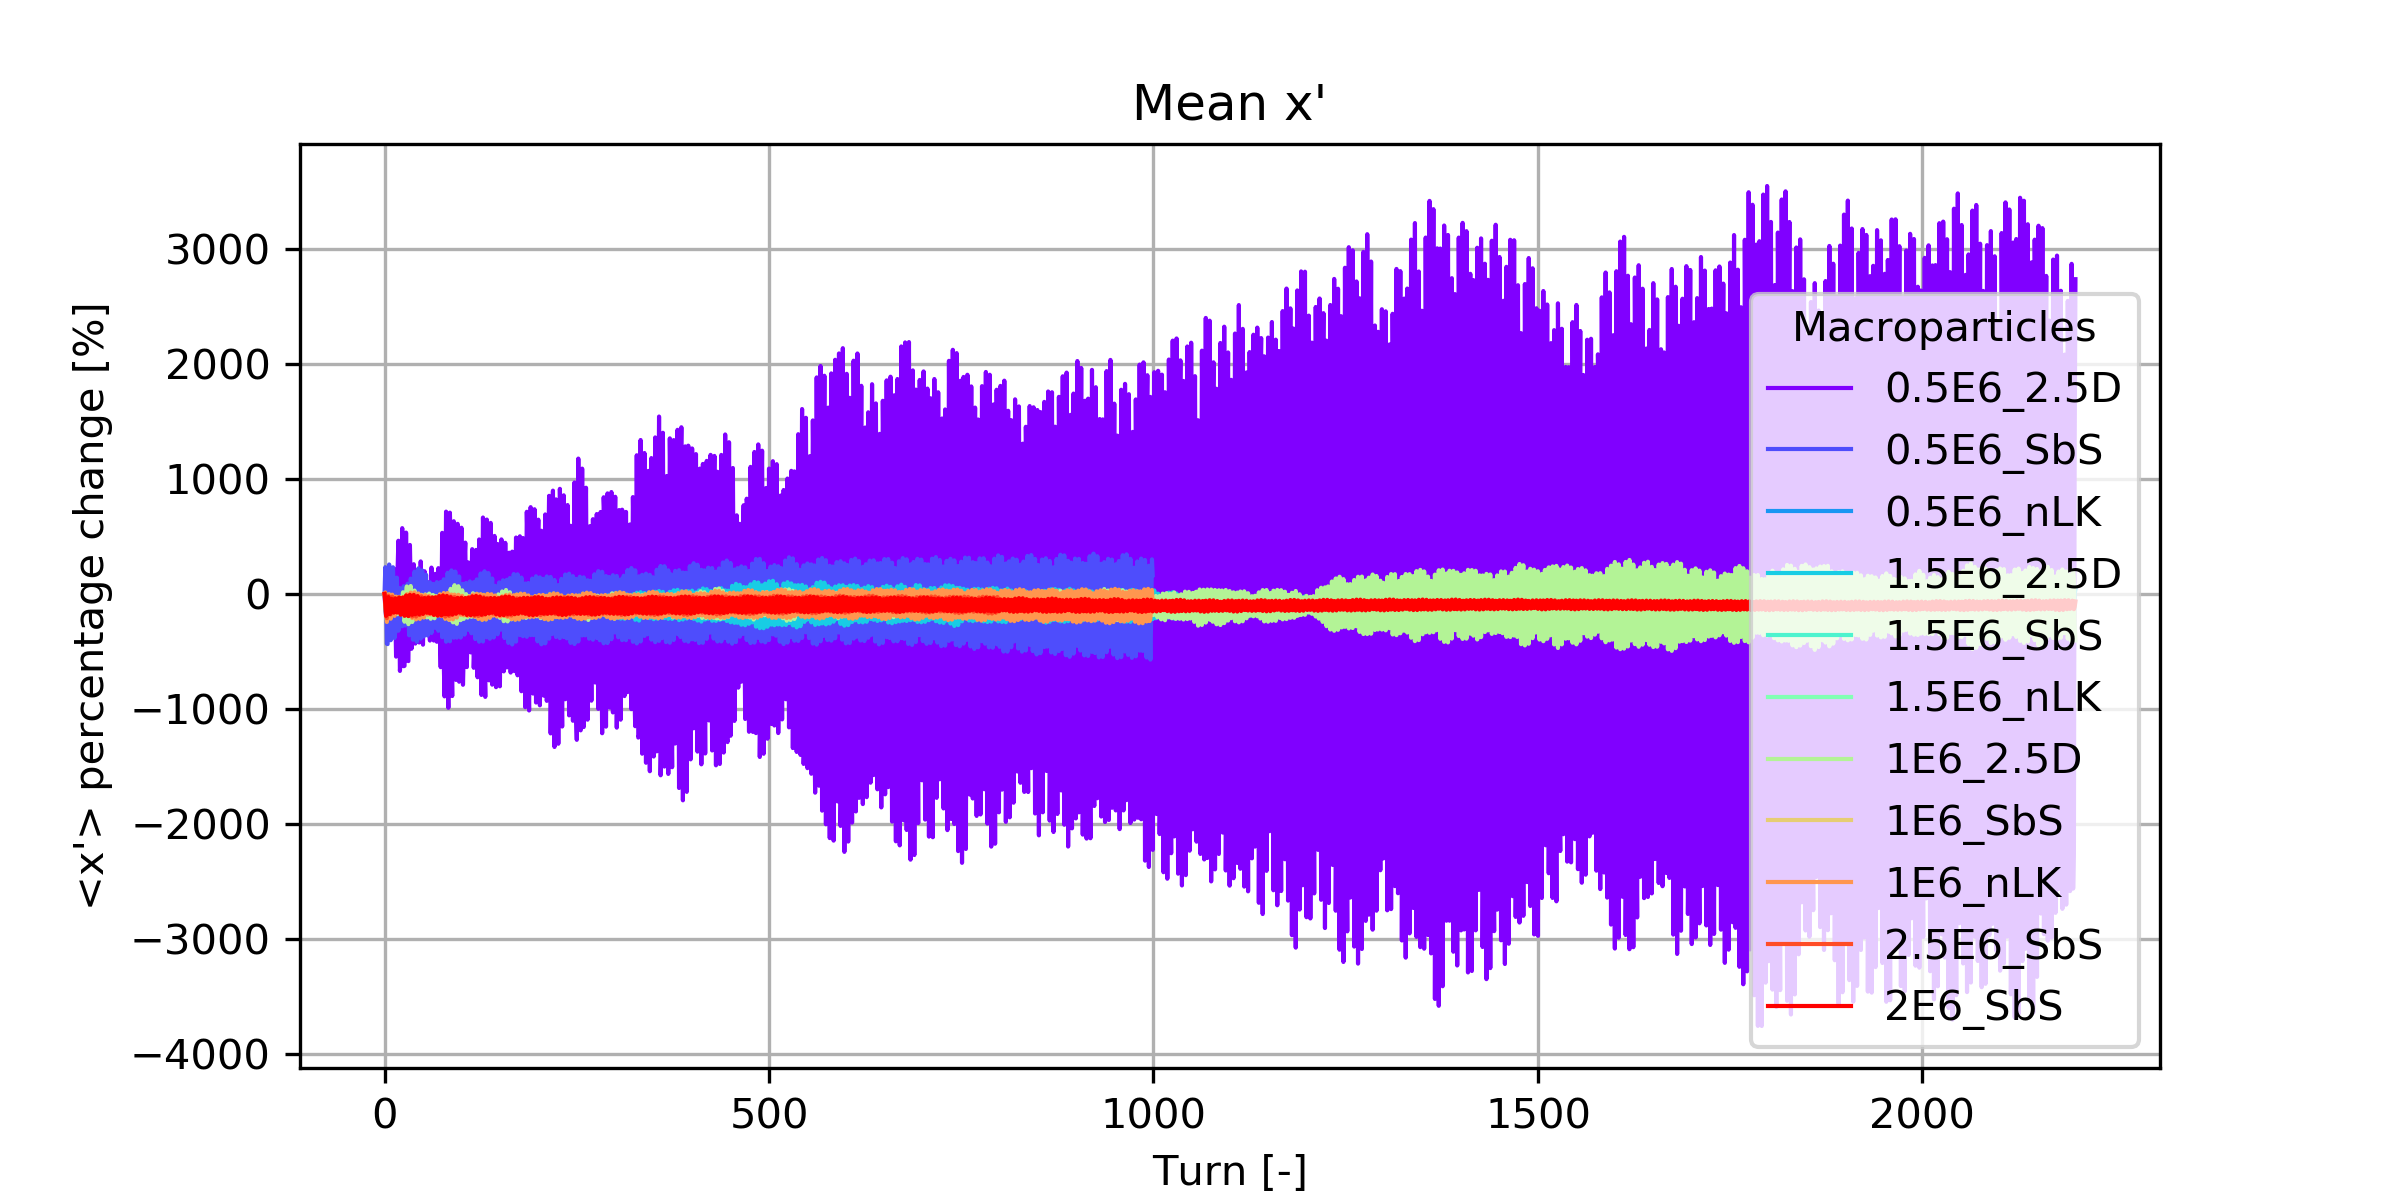 Mean x'
<x'> percentage change [%]
3000
2000
1000
0
−1000
−2000
−3000
−4000
Macroparticles
0.5E6_2.5D
0.5E6_SbS
0.5E6_nLK
1.5E6_2.5D
1.5E6_SbS
1.5E6_nLK
1E6_2.5D
1E6_SbS
1E6_nLK
2.5E6_SbS
2E6_SbS
0 500 1000 1500 2000
Turn [-]